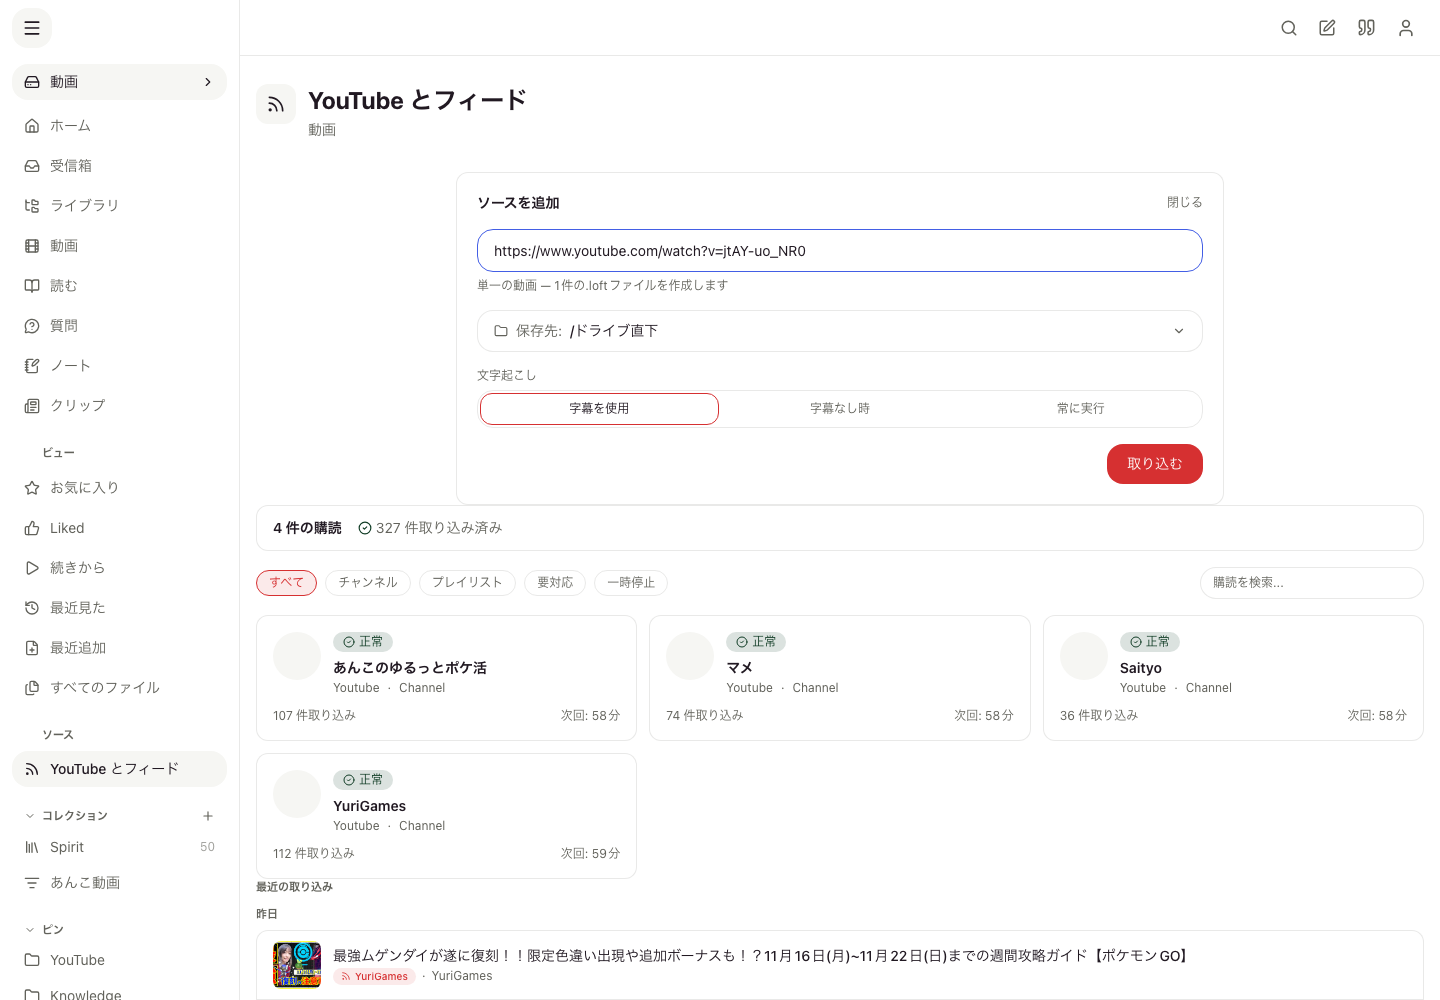 動画
ホーム
受信箱
ライブラリ
動画
読む
質問
ノート
クリップ
ビュー
お気に入り
Liked
続きから
最近見た
最近追加
すべてのファイル
ソース
YouTube とフィード
コレクション
Spirit 50
あんこ動画
ピン
YouTube
Knowledge
YouTube とフィード
動画
ソースを追加 閉じる
https://www.youtube.com/watch?v=jtAY-uo_NR0
単一の動画 — 1件の.loftファイルを作成します
保存先: /ドライブ直下
文字起こし
字幕を使用 字幕なし時 常に実行
取り込む
4 件の購読 327 件取り込み済み
すべて チャンネル プレイリスト 要対応 一時停止 購読を検索...
正常
あんこのゆるっとポケ活
Youtube · Channel
107 件取り込み 次回: 58分
正常
マメ
Youtube · Channel
74 件取り込み 次回: 58分
正常
Saityo
Youtube · Channel
36 件取り込み 次回: 58分
正常
YuriGames
Youtube · Channel
112 件取り込み 次回: 59分
最近の取り込み
昨日
最強ムゲンダイが遂に復刻！！限定色違い出現や追加ボーナスも！？11月16日(月)~11月22日(日)までの週間攻略ガイド【ポケモンGO】
YuriGames · YuriGames